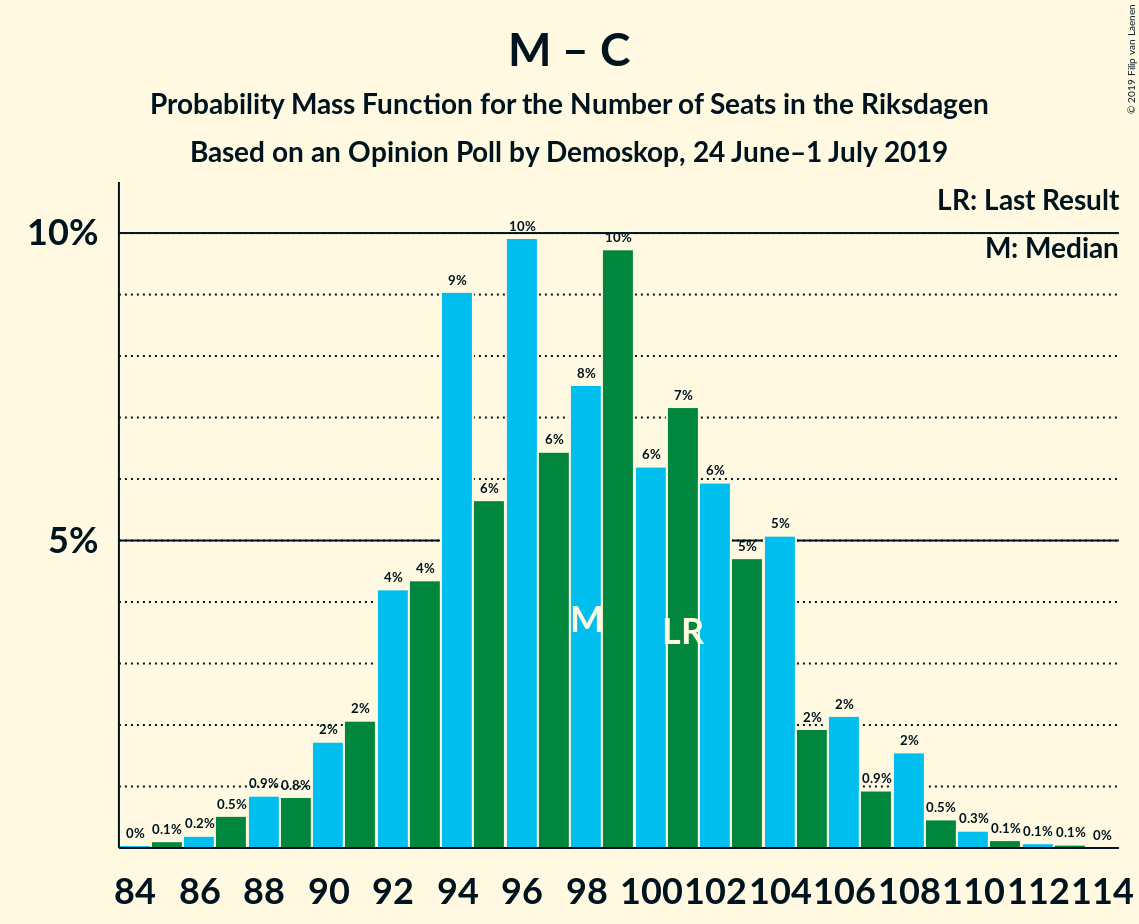 M – C
Probability Mass Function for the Number of Seats in the Riksdagen
Based on an Opinion Poll by Demoskop, 24 June–1 July 2019
© 2019 Filip van Laenen
LR: Last Result
M: Median
10%
5%
0% 0.1% 0.2% 0.5% 0.9% 0.8% 2% 2% 4% 4% 9% 6% 10% 6% 8% 10% 6% 7% 6% 5% 5% 2% 2% 0.9% 2% 0.5% 0.3% 0.1% 0.1% 0.1% 0%
M LR
84 86 88 90 92 94 96 98 100 102 104 106 108 110 112 114